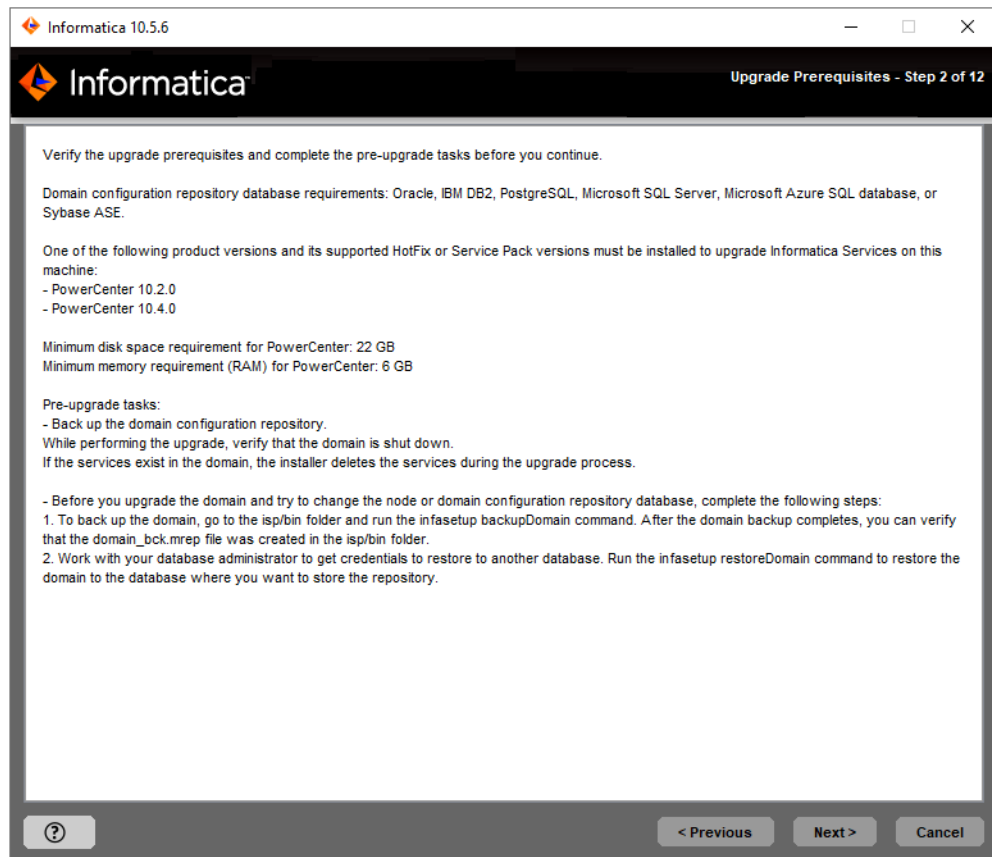 Informatica 10.5.6
Informatica
Upgrade Prerequisites - Step 2 of 12
Verify the upgrade prerequisites and complete the pre-upgrade tasks before you continue.
Domain configuration repository database requirements: Oracle, IBM DB2, PostgreSQL, Microsoft SQL Server, Microsoft Azure SQL database, or
Sybase ASE.
One of the following product versions and its supported HotFix or Service Pack versions must be installed to upgrade Informatica Services on this
machine:
- PowerCenter 10.2.0
- PowerCenter 10.4.0
Minimum disk space requirement for PowerCenter: 22 GB
Minimum memory requirement (RAM) for PowerCenter: 6 GB
Pre-upgrade tasks:
- Back up the domain configuration repository.
While performing the upgrade, verify that the domain is shut down.
If the services exist in the domain, the installer deletes the services during the upgrade process.
- Before you upgrade the domain and try to change the node or domain configuration repository database, complete the following steps:
1. To back up the domain, go to the isp/bin folder and run the infasetup backupDomain command. After the domain backup completes, you can verify
that the domain_bck.mrep file was created in the isp/bin folder.
2. Work with your database administrator to get credentials to restore to another database. Run the infasetup restoreDomain command to restore the
domain to the database where you want to store the repository.
?
< Previous
Next >
Cancel